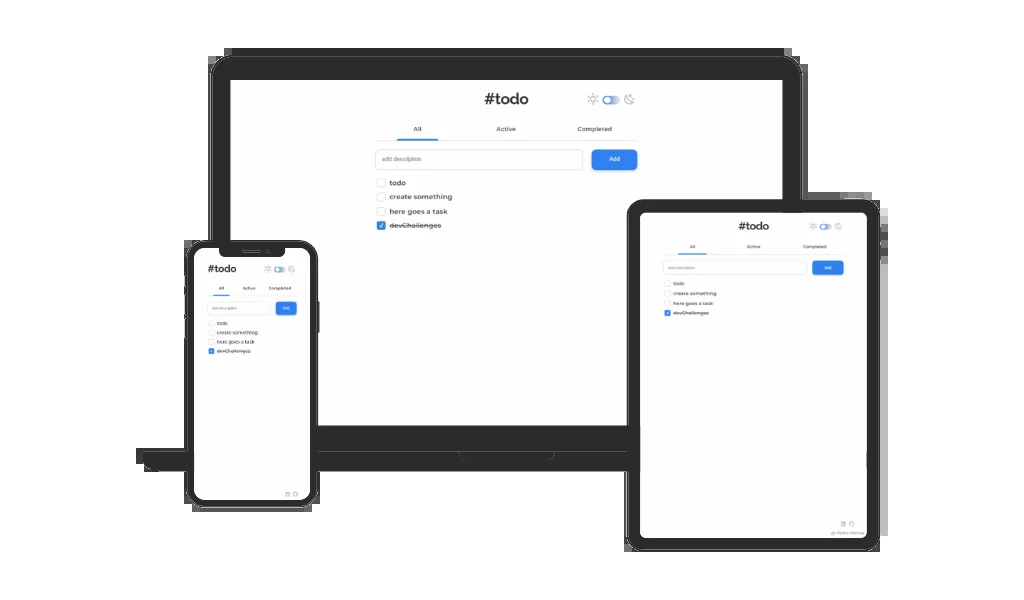 #todo
All Active Completed
add description Add
todo
create something
here goes a task
devChallenges
#todo
All Active Completed
add description Add
todo
create something
here goes a task
devChallenges
#todo
All Active Completed
add description Add
todo
create something
here goes a task
devChallenges